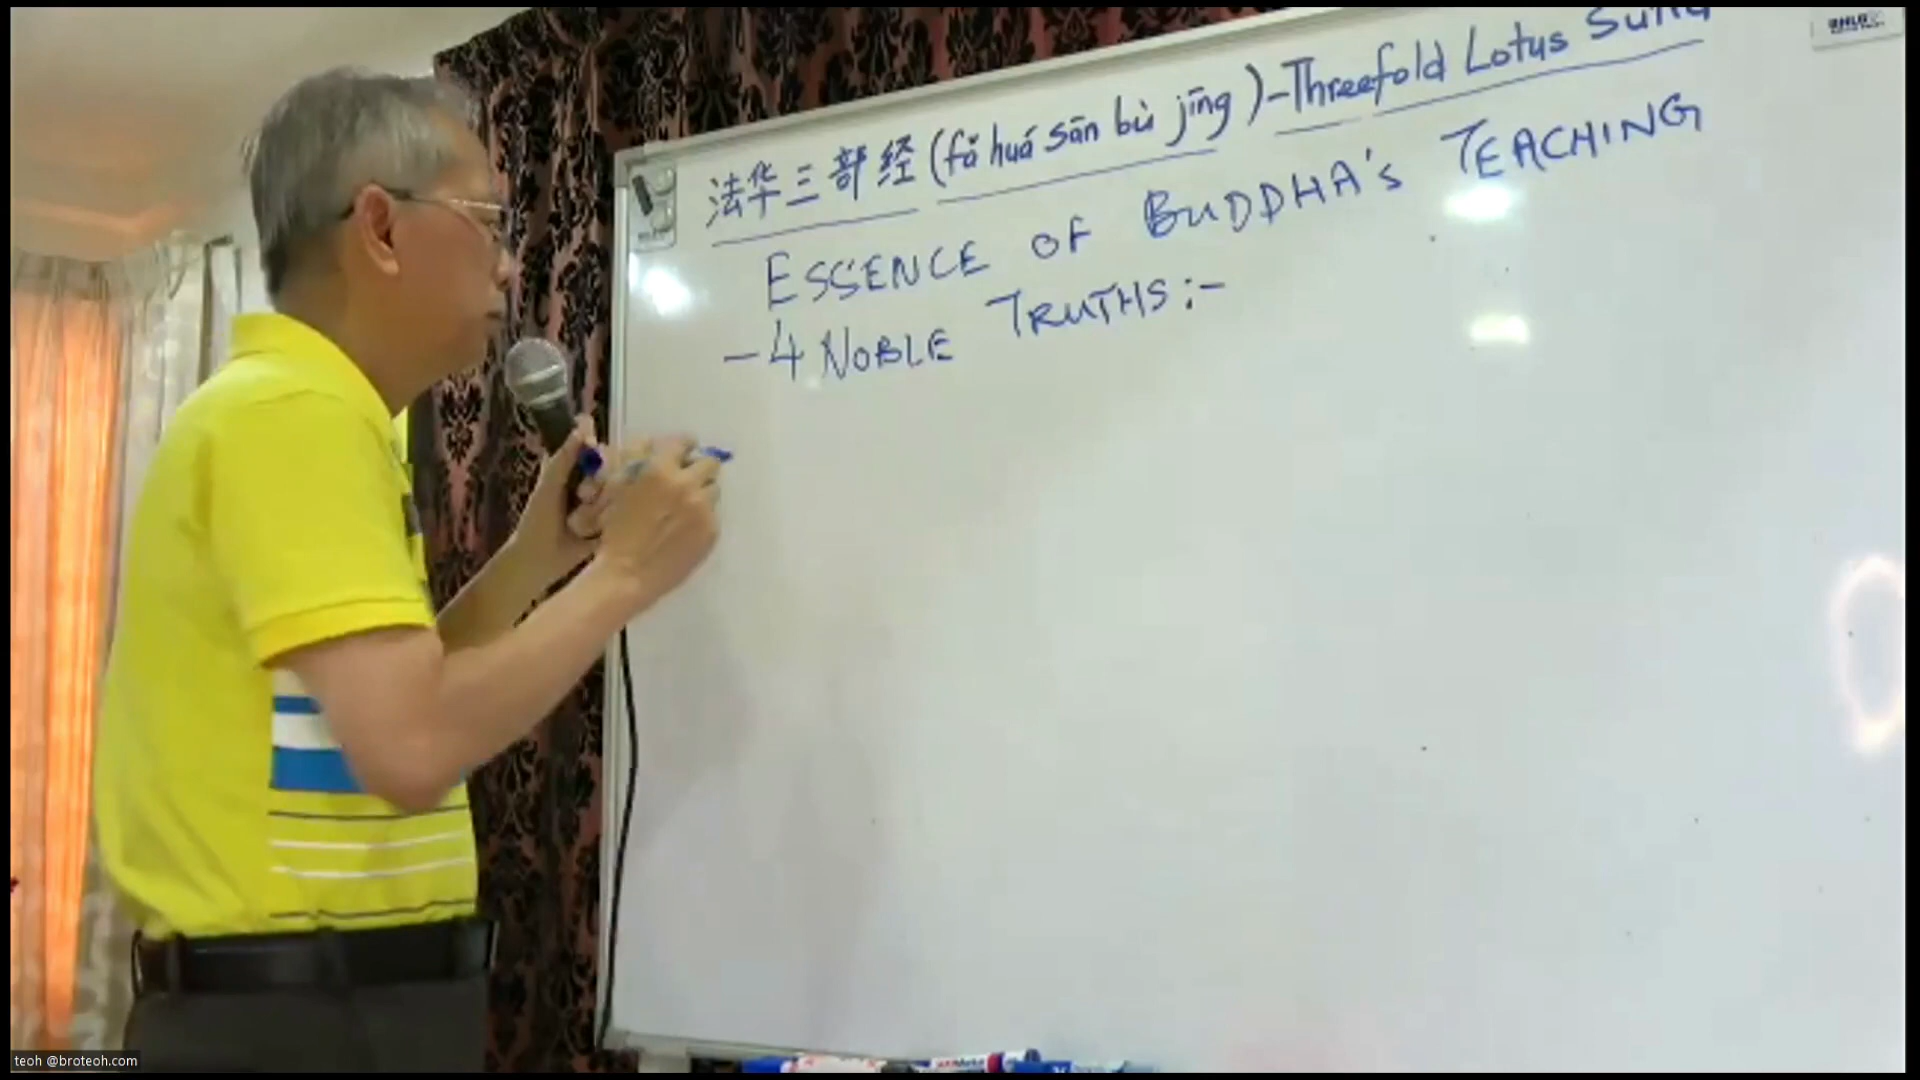 法华三部经(fǎ huá sān bù jīng)-Threefold Lotus Sutra
ESSENCE OF BUDDHA's TEACHING
-4 NOBLE TRUTHS:-
teoh @broteoh.com